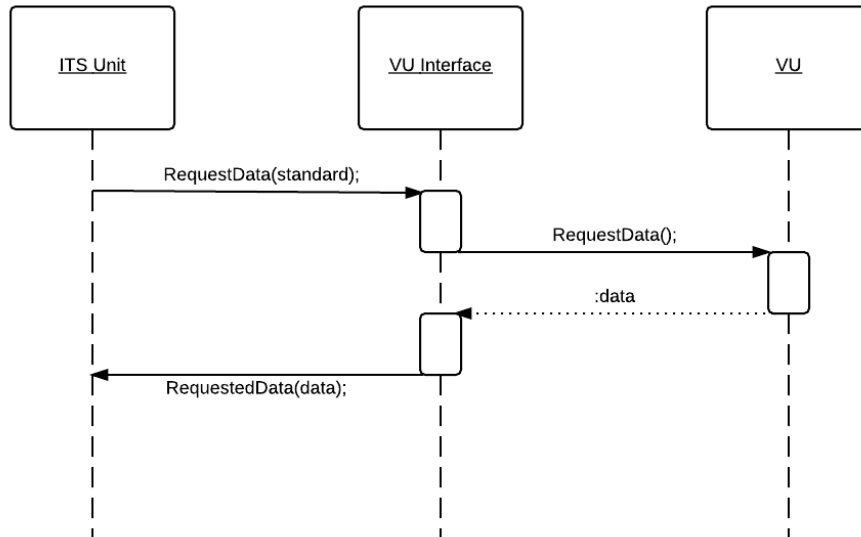 ITS Unit
VU Interface
VU
RequestData(standard);
RequestData();
:data
RequestedData(data);